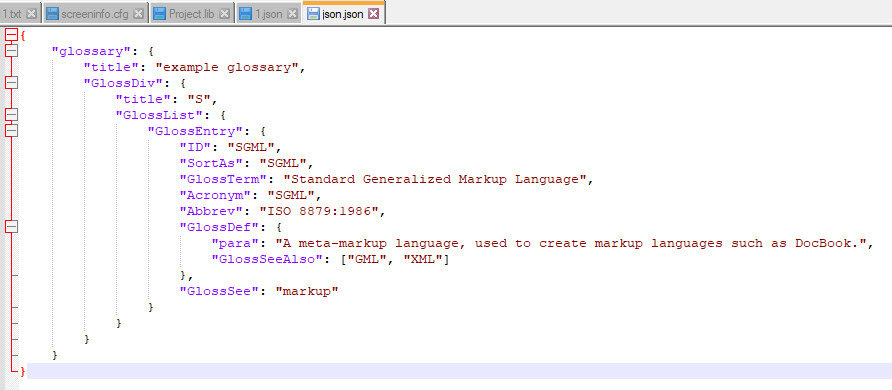 1.txt screeninfo.cfg Project.lib 1.json json.json
{
    "glossary": {
        "title": "example glossary",
        "GlossDiv": {
            "title": "S",
            "GlossList": {
                "GlossEntry": {
                    "ID": "SGML",
                    "SortAs": "SGML",
                    "GlossTerm": "Standard Generalized Markup Language",
                    "Acronym": "SGML",
                    "Abbrev": "ISO 8879:1986",
                    "GlossDef": {
                        "para": "A meta-markup language, used to create markup languages such as DocBook.",
                        "GlossSeeAlso": ["GML", "XML"]
                    },
                    "GlossSee": "markup"
                }
            }
        }
    }
}